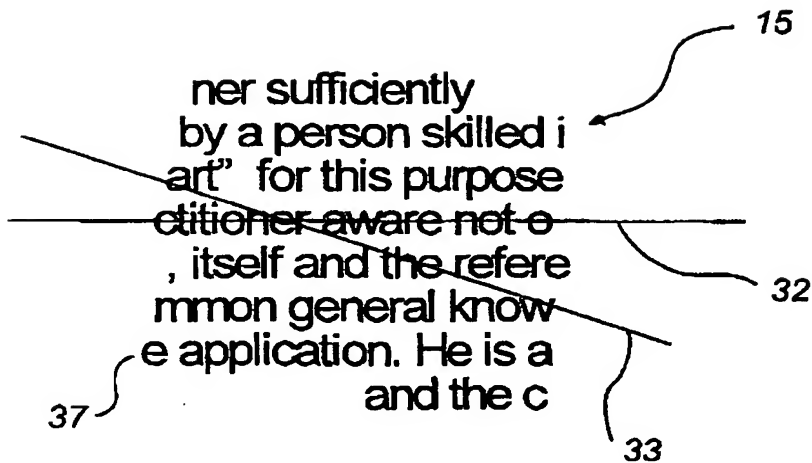 15
ner sufficiently
by a person skilled i
art” for this purpose
ctitioner aware not o
, itself and the refere
mmon general know
e application. He is a
and the c
32
37
33